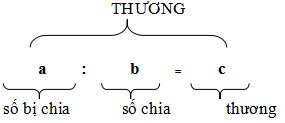 THƯƠNG
a : b = c
số bị chia số chia thương